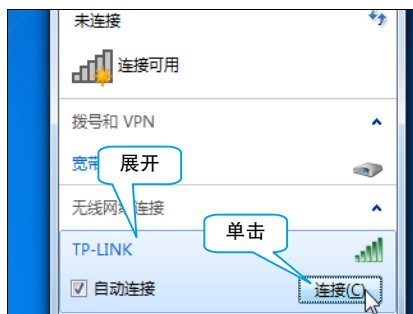 未连接
连接可用
拨号和 VPN
宽带
展开
无线网络连接
单击
TP-LINK
自动连接
连接(C)